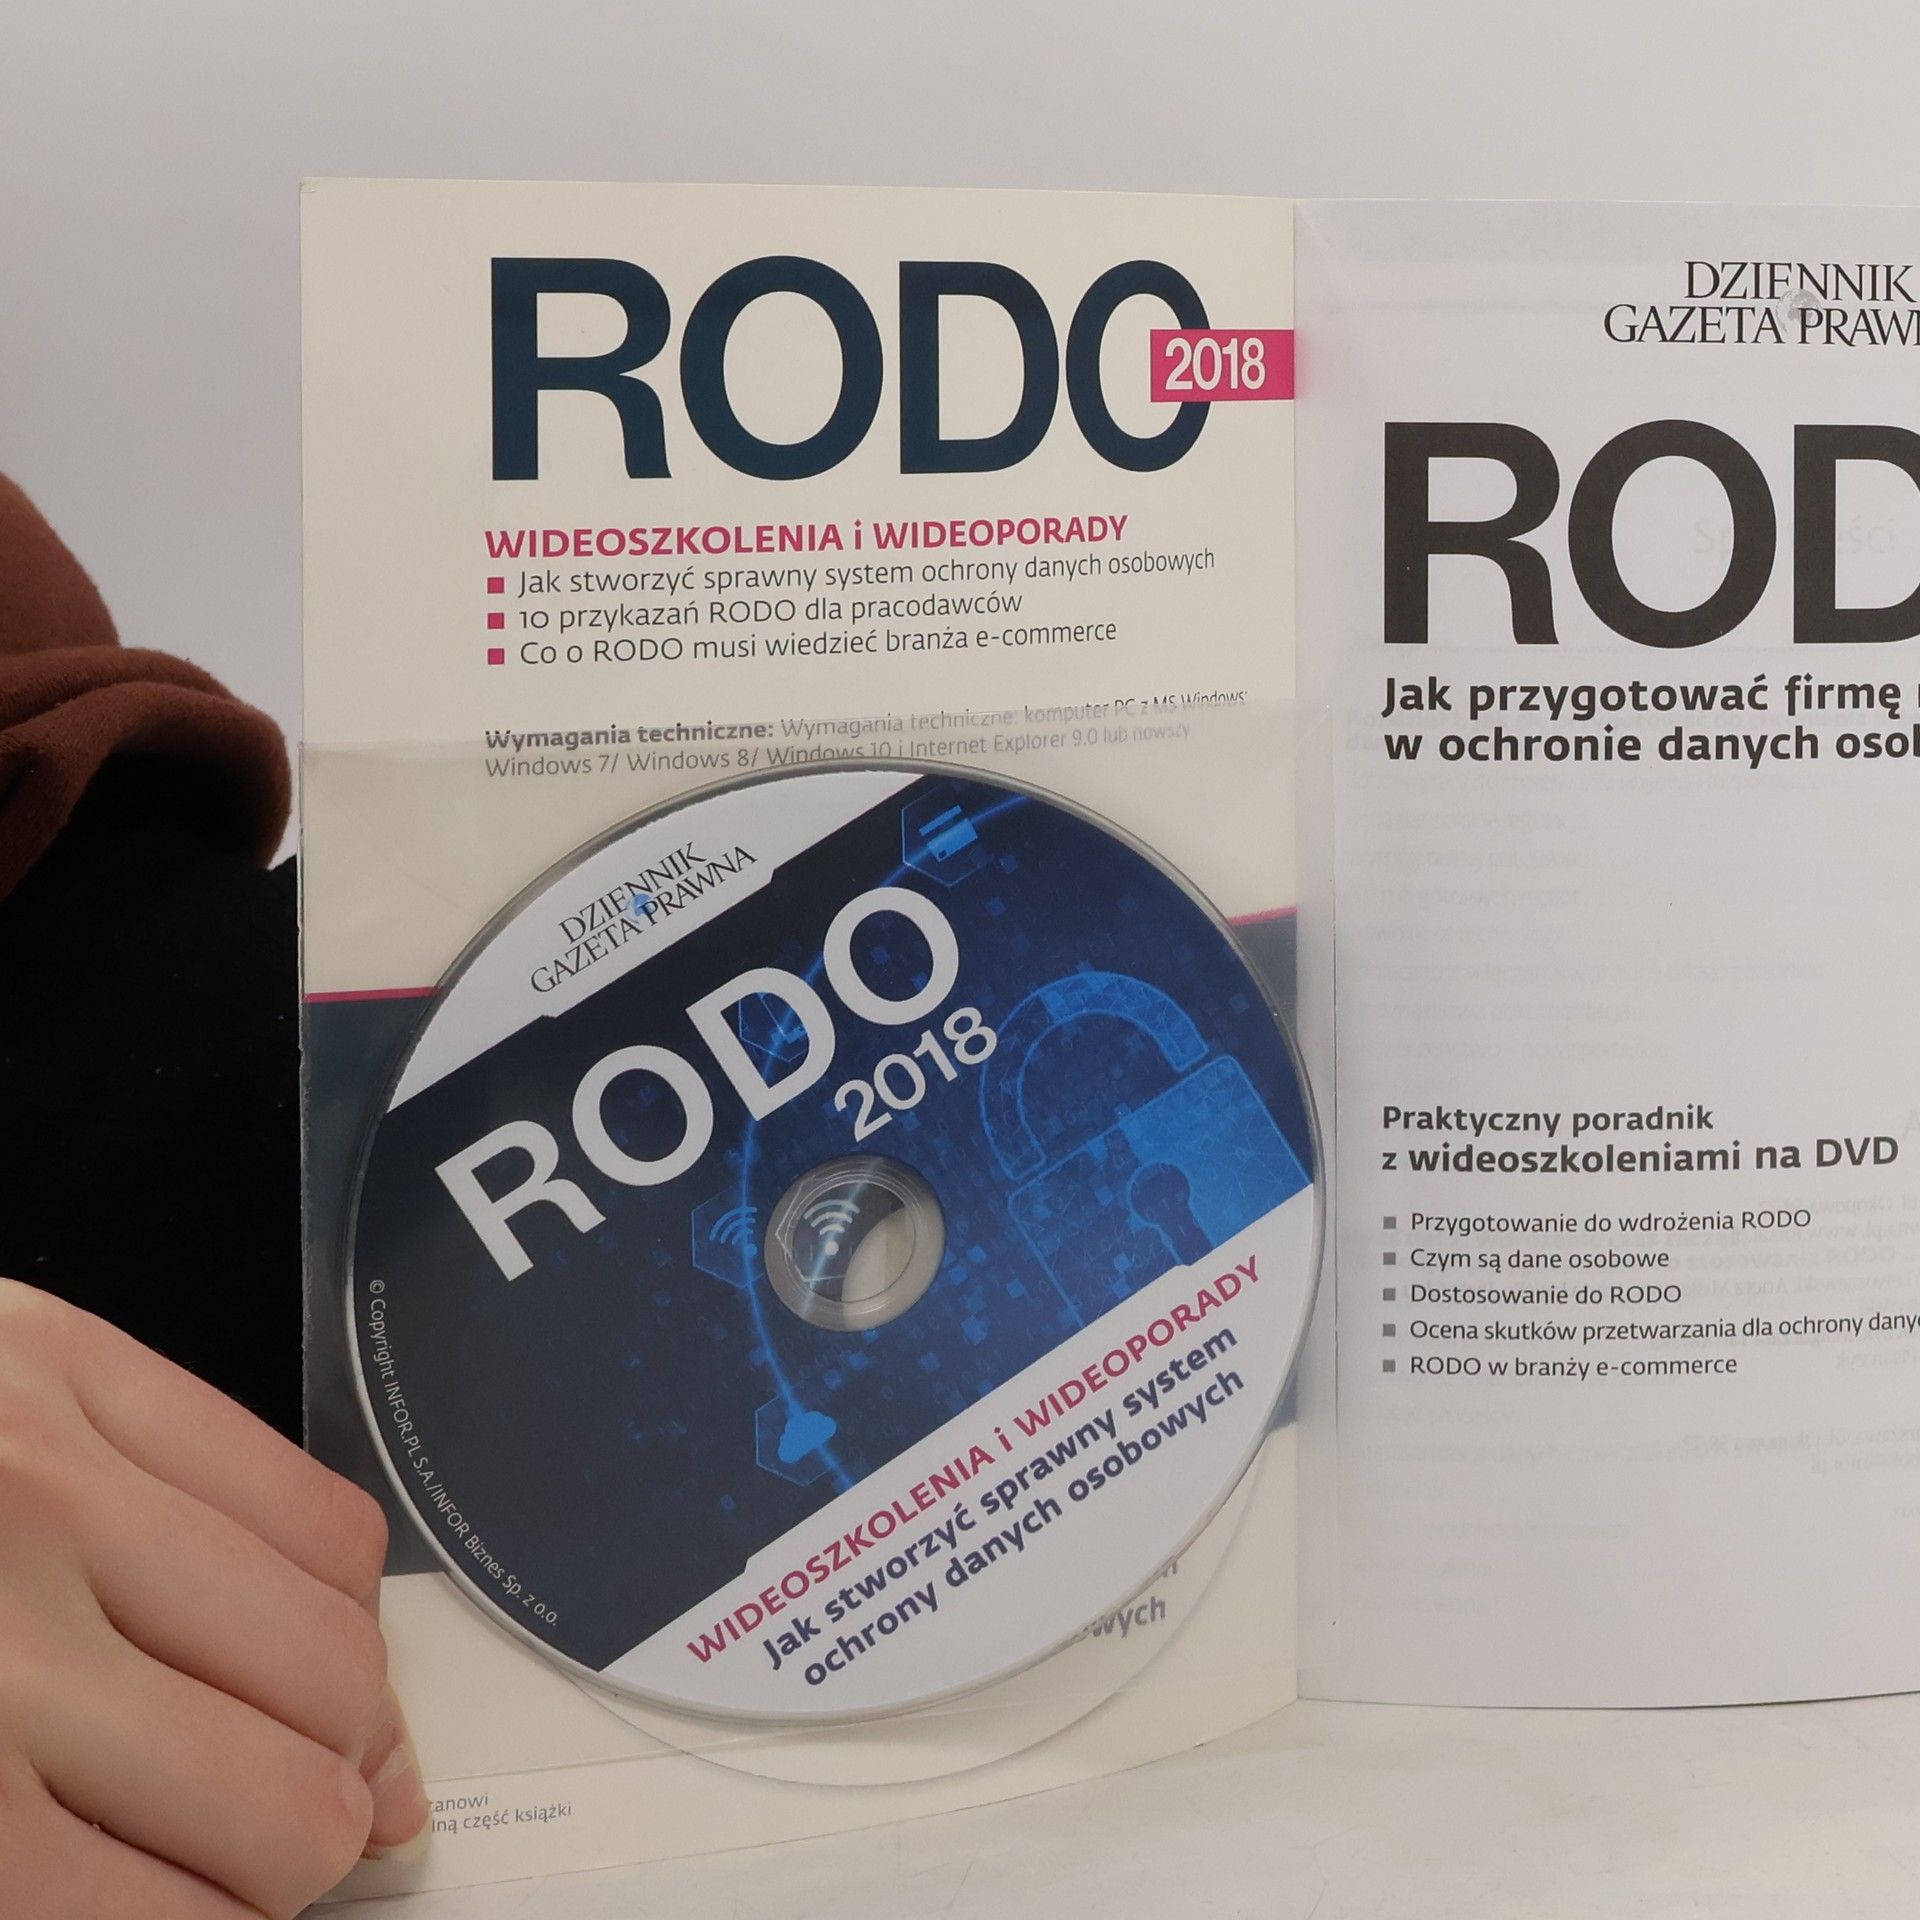 RODO
2018
WIDEOSZKOLENIA i WIDEOPORADY
Jak stworzyć sprawny system ochrony danych osobowych
10 przykazań RODO dla pracodawców
Co o RODO musi wiedzieć branża e-commerce
Wymagania techniczne: Wymagania techniczne: komputer PC z MS Windows:
Windows 7/ Windows 8/ Windows 10 i Internet Explorer 9.0 lub nowszy
DZIENNIK
GAZETA PRAWNA
RODO
2018
WIDEOSZKOLENIA i WIDEOPORADY
Jak stworzyć sprawny system
ochrony danych osobowych
© Copyright INFOR.PL S.A./INFOR Biznes Sp. z o.o.
wych
anowi
ną część książki
DZIENNIK
GAZETA PRAW
ROD
Jak przygotować firmę
w ochronie danych osob
Praktyczny poradnik
z wideoszkoleniami na DVD
Przygotowanie do wdrożenia RODO
Czym są dane osobowe
Dostosowanie do RODO
Ocena skutków przetwarzania dla ochrony dany
RODO w branży e-commerce